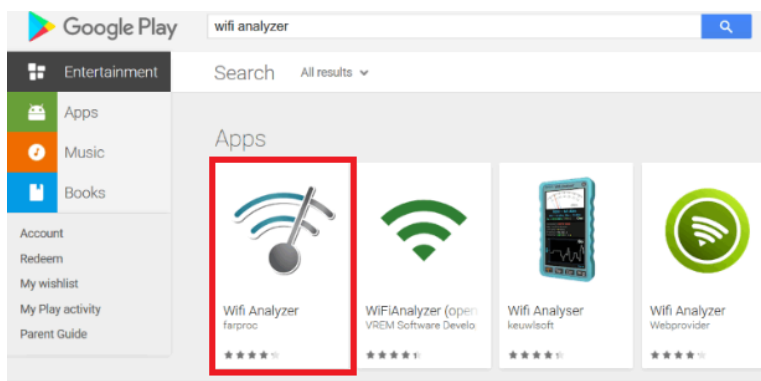 Google Play
wifi analyzer
Entertainment
Search
All results
Apps
Music
Books
Account
Redeem
My wishlist
My Play activity
Parent Guide
Apps
Wifi Analyzer
farproc
WiFiAnalyzer (open
VREM Software Develo
Wifi Analyser
keuwlsoft
Wifi Analyzer
Webprovider